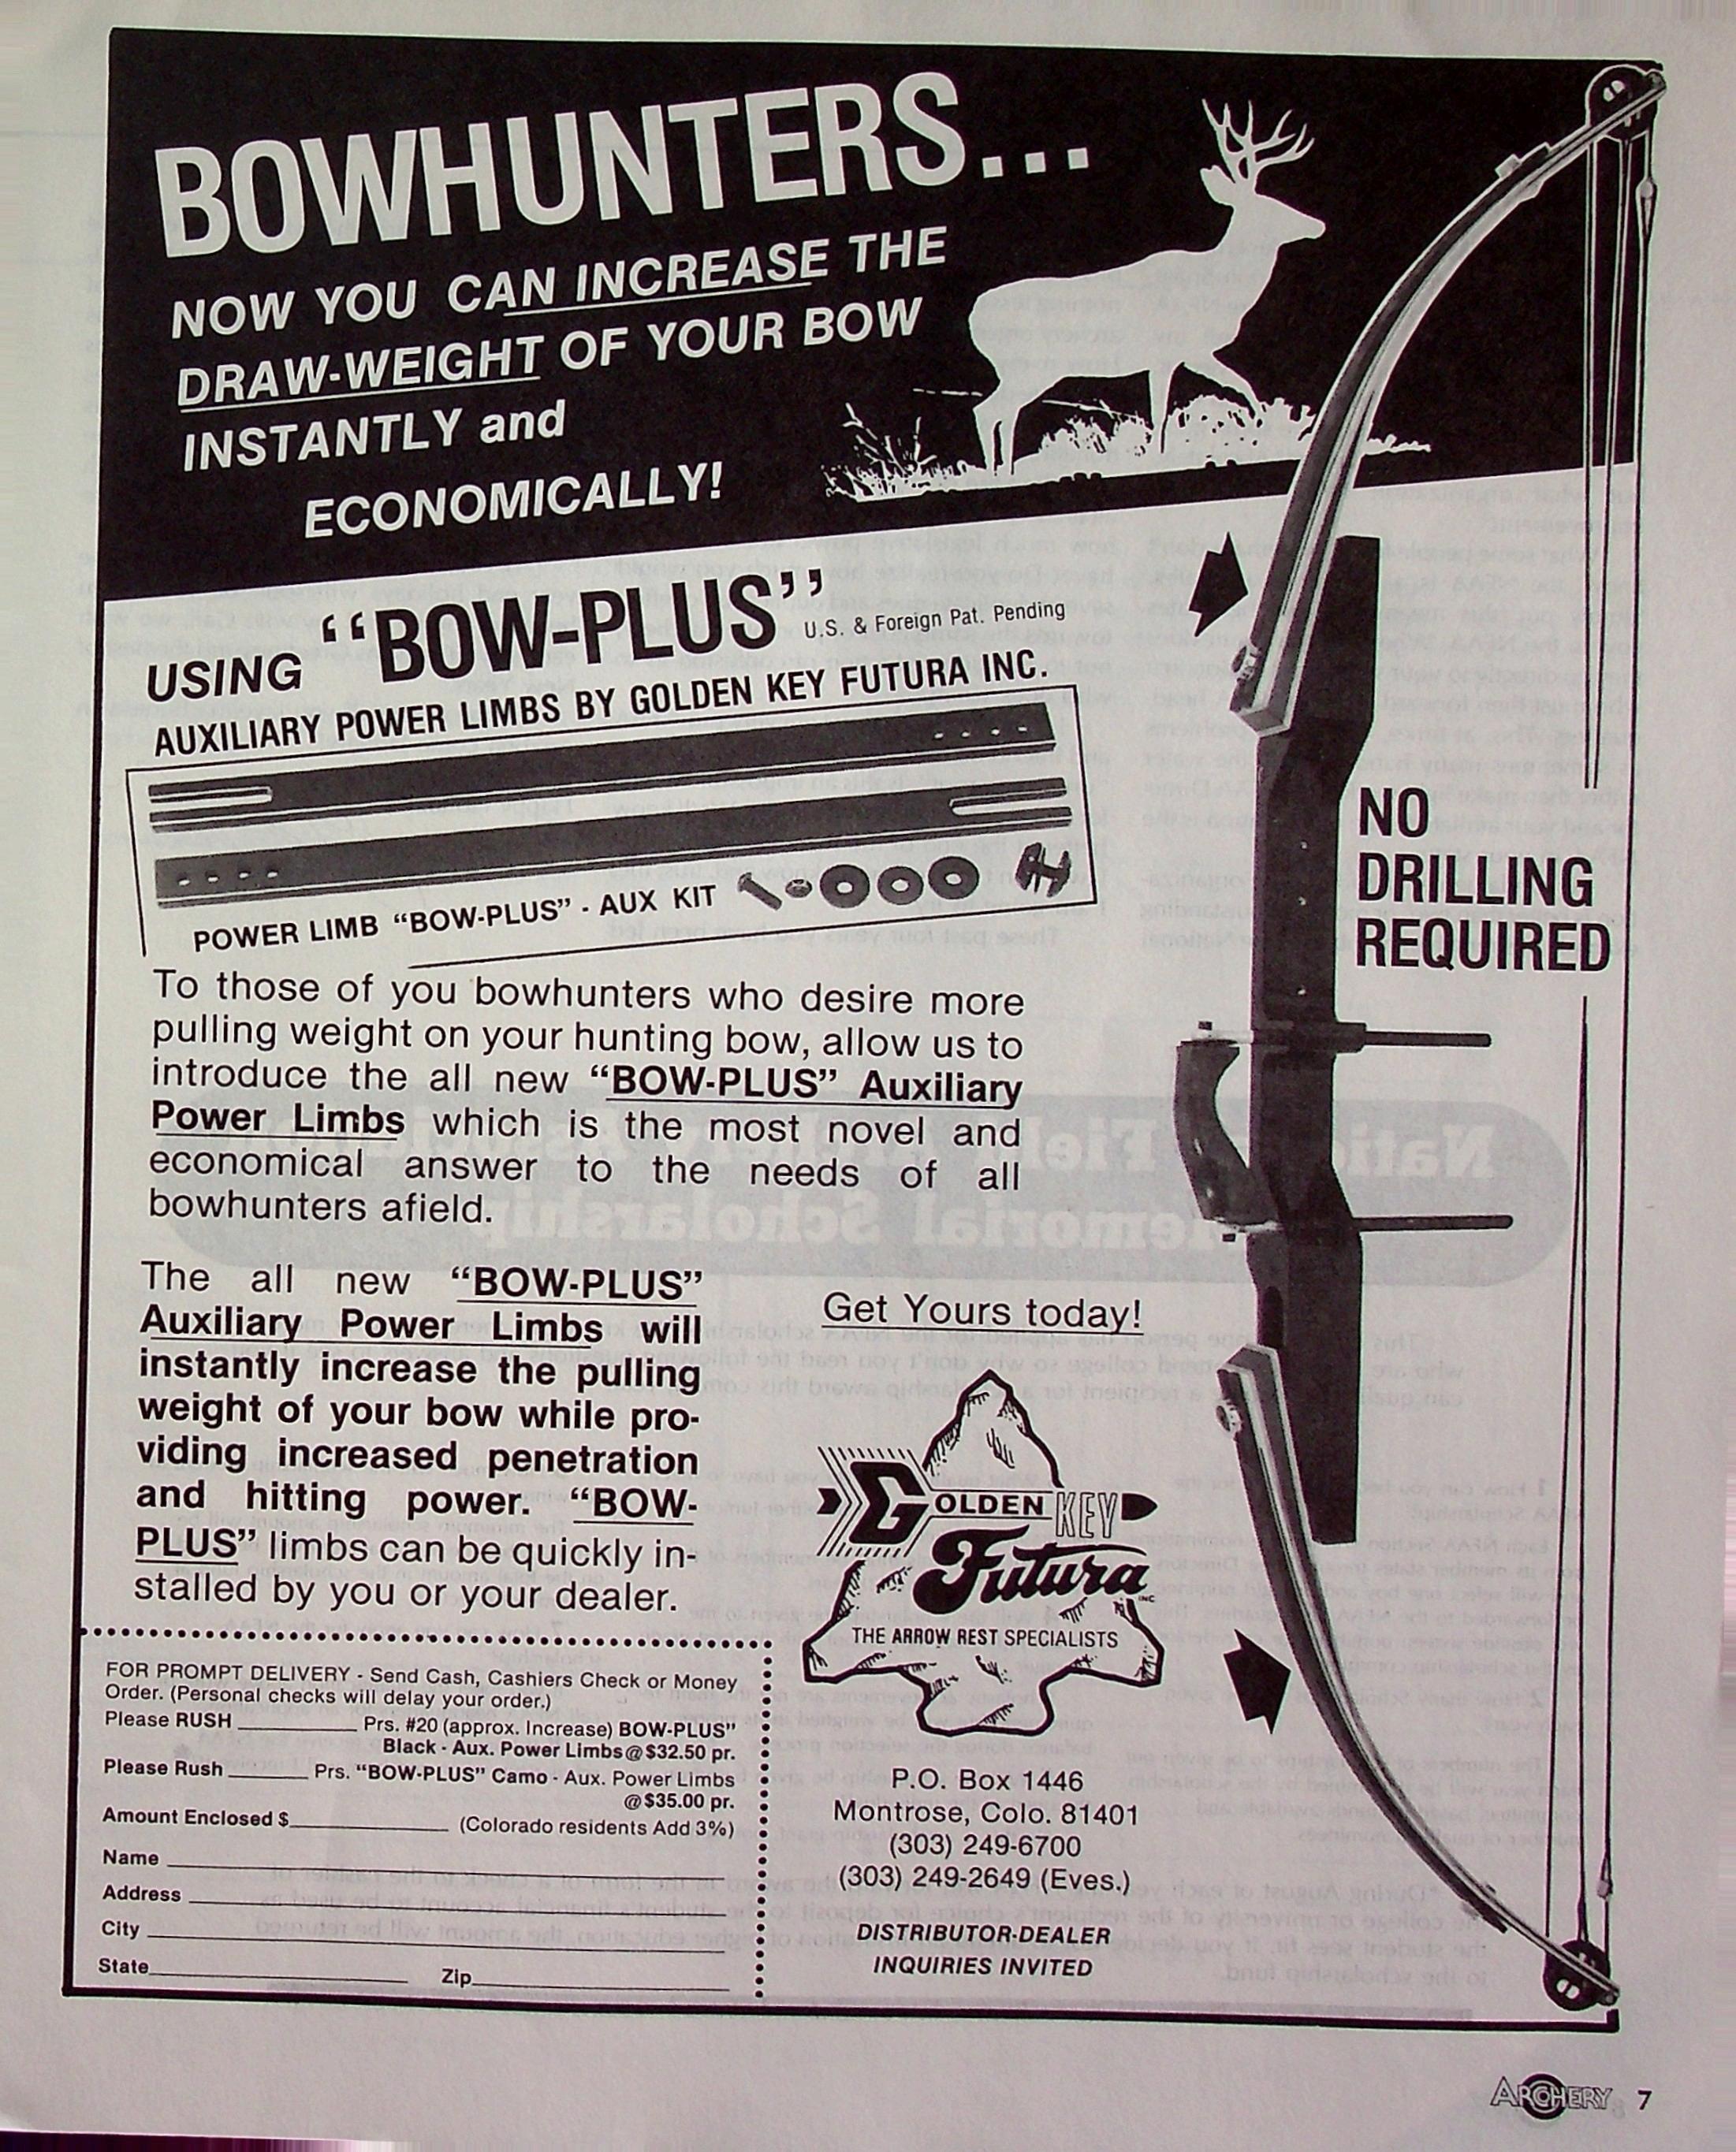 BOWHUNTERS...
NOW YOU CAN INCREASE THE
DRAW-WEIGHT OF YOUR BOW
INSTANTLY and
ECONOMICALLY!
USING "BOW-PLUS" U.S. & Foreign Pat. Pending
AUXILIARY POWER LIMBS BY GOLDEN KEY FUTURA INC.
POWER LIMB "BOW-PLUS" - AUX KIT
NO
DRILLING
REQUIRED
To those of you bowhunters who desire more
pulling weight on your hunting bow, allow us to
introduce the all new "BOW-PLUS" Auxiliary
Power Limbs which is the most novel and
economical answer to the needs of all
bowhunters afield.
The all new "BOW-PLUS"
Auxiliary Power Limbs will
instantly increase the pulling
weight of your bow while pro-
viding increased penetration
and hitting power. "BOW-
PLUS" limbs can be quickly in-
stalled by you or your dealer.
Get Yours today!
GOLDEN KEY
Futura
INC
THE ARROW REST SPECIALISTS
P.O. Box 1446
Montrose, Colo. 81401
(303) 249-6700
(303) 249-2649 (Eves.)
DISTRIBUTOR-DEALER
INQUIRIES INVITED
FOR PROMPT DELIVERY - Send Cash, Cashiers Check or Money
Order. (Personal checks will delay your order.)
Please RUSH __________ Prs. #20 (approx. Increase) BOW-PLUS"
Black - Aux. Power Limbs @ $32.50 pr.
Please Rush _______ Prs. "BOW-PLUS" Camo - Aux. Power Limbs
@ $35.00 pr.
Amount Enclosed $______________ (Colorado residents Add 3%)
Name
Address
City
State Zip
ARCHERY 7